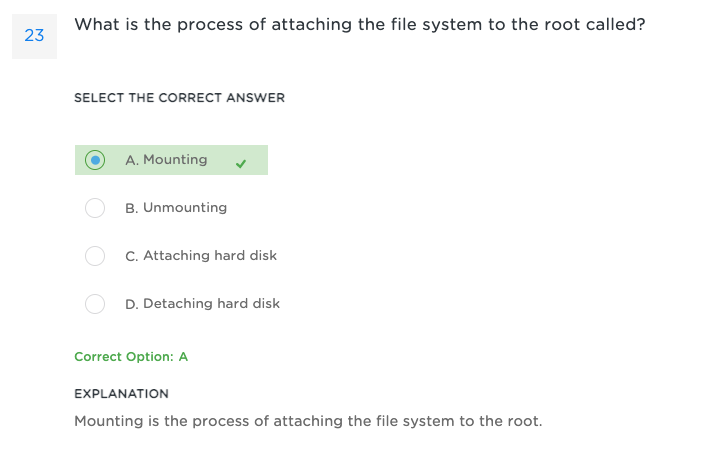 23
What is the process of attaching the file system to the root called?
SELECT THE CORRECT ANSWER
A. Mounting
B. Unmounting
C. Attaching hard disk
D. Detaching hard disk
Correct Option: A
EXPLANATION
Mounting is the process of attaching the file system to the root.